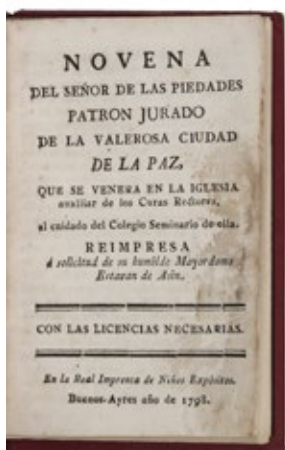 NOVENA
DEL SEÑOR DE LAS PIEDADES
PATRON JURADO
DE LA VALEROSA CIUDAD
DE LA PAZ,
QUE SE VENERA EN LA IGLESIA
auxiliar de los Curas Rectores,
al cuidado del Colegio Seminario de ella.
REIMPRESA
á solicitud de su humilde Mayordomo
Estevan de
CON LAS LICENCIAS NECESARIAS.
En la Real Imprenta de Niños Expósitos.
Buenos-Ayres año de 1798.